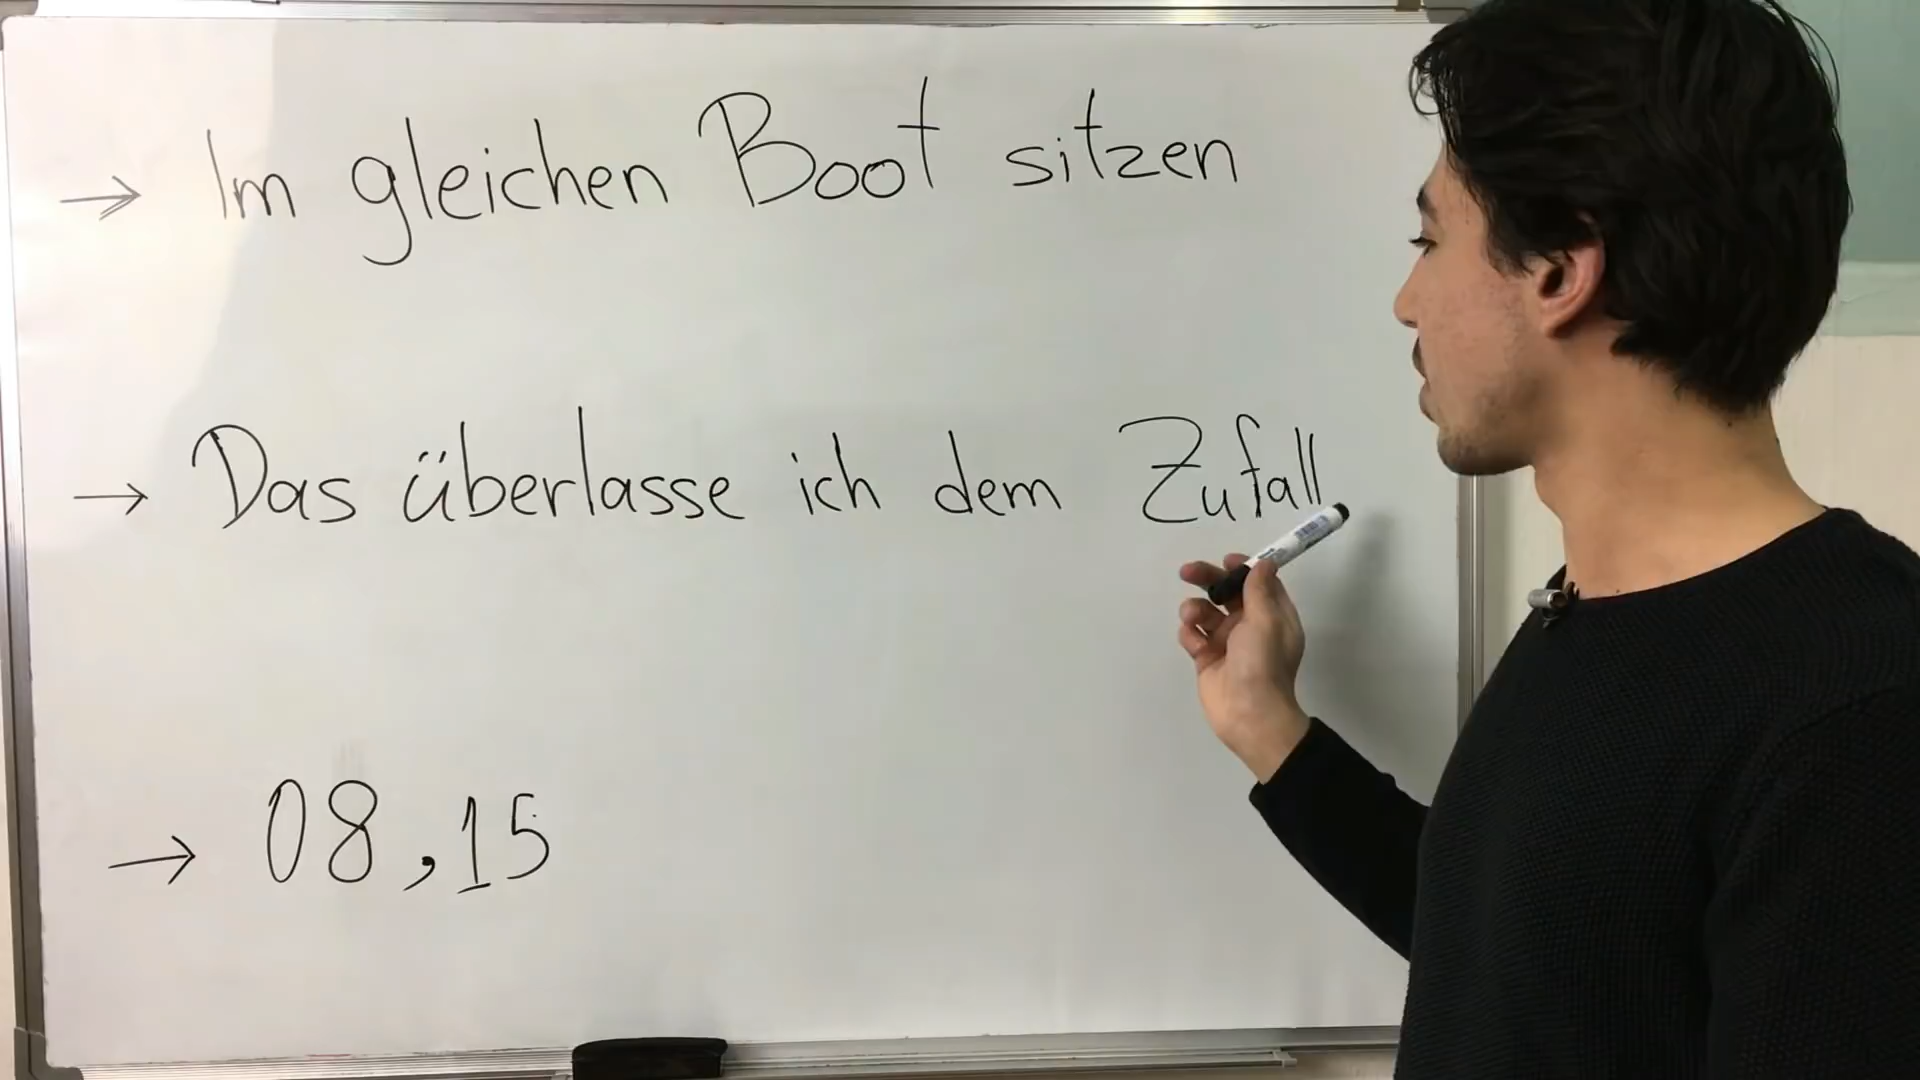 → Im gleichen Boot sitzen
→ Das überlasse ich dem Zufall
→ 08,15